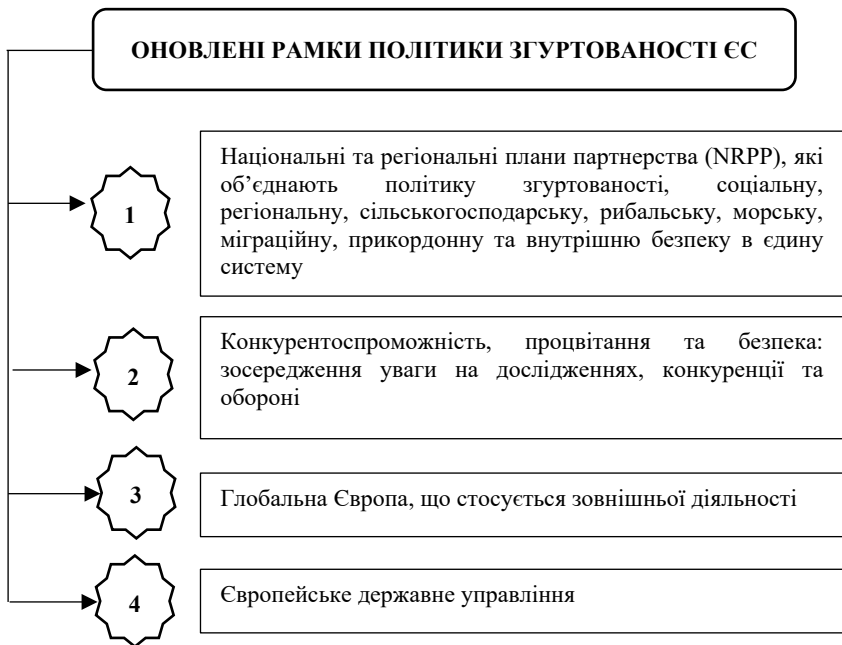 ОНОВЛЕНІ РАМКИ ПОЛІТИКИ ЗГУРТОВАНОСТІ ЄС
1
Національні та регіональні плани партнерства (NRPP), які
об’єднають політику згуртованості, соціальну,
регіональну, сільськогосподарську, рибальську, морську,
міграційну, прикордонну та внутрішню безпеку в єдину
систему
2
Конкурентоспроможність, процвітання та безпека:
зосередження уваги на дослідженнях, конкуренції та
обороні
3
Глобальна Європа, що стосується зовнішньої діяльності
4
Європейське державне управління